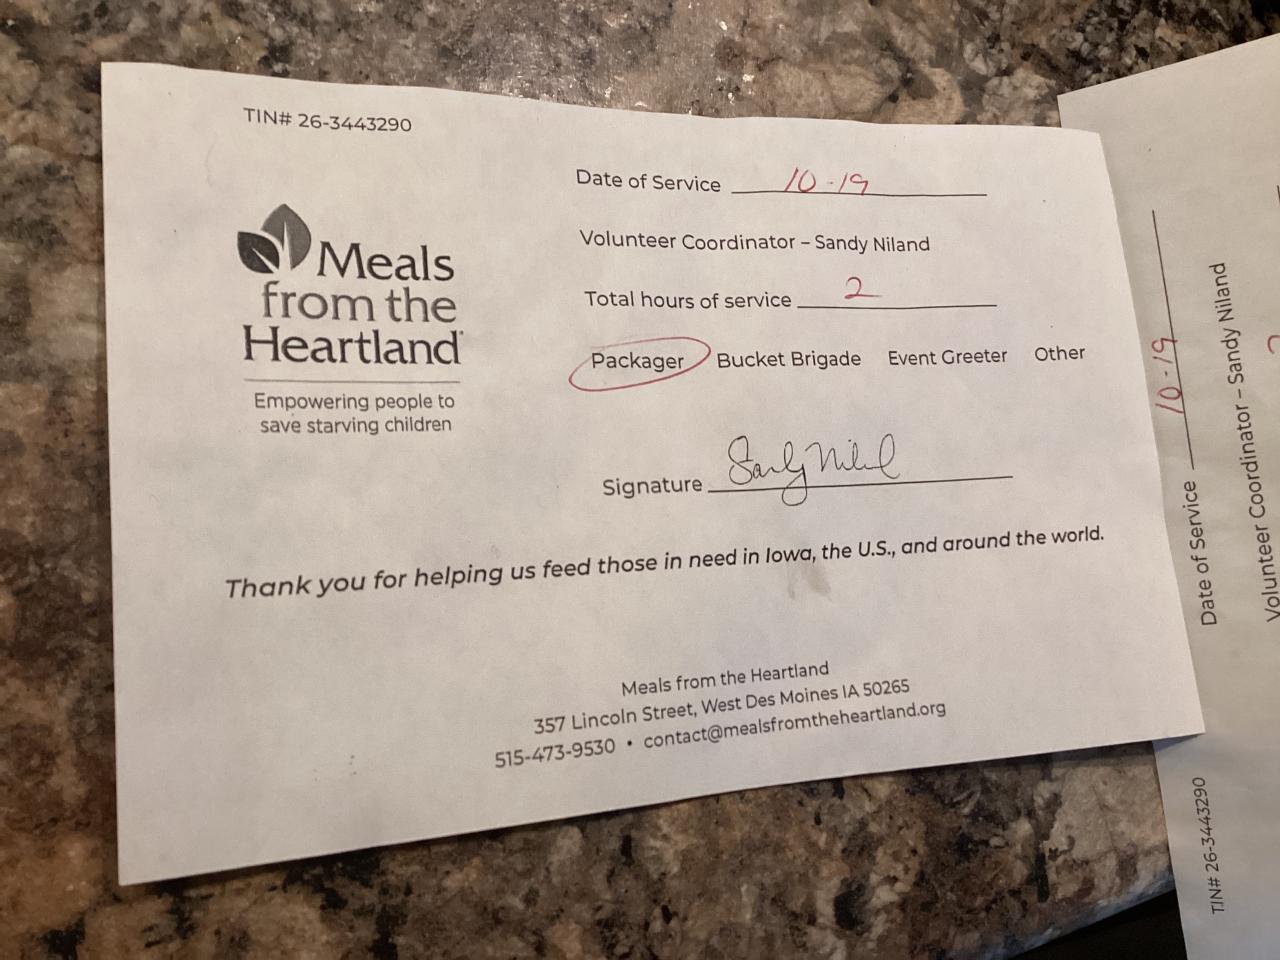 TIN# 26-3443290
Meals
from the
Heartland
Empowering people to
save starving children
Date of Service 10-19
Volunteer Coordinator – Sandy Niland
Total hours of service 2
Packager Bucket Brigade Event Greeter Other
Signature Sandy Niland
Thank you for helping us feed those in need in Iowa, the U.S., and around the world.
Meals from the Heartland
357 Lincoln Street, West Des Moines IA 50265
515-473-9530 • contact@mealsfromtheheartland.org
Date of Service 10-19
Volunteer Coordinator – Sandy Niland
TIN# 26-3443290